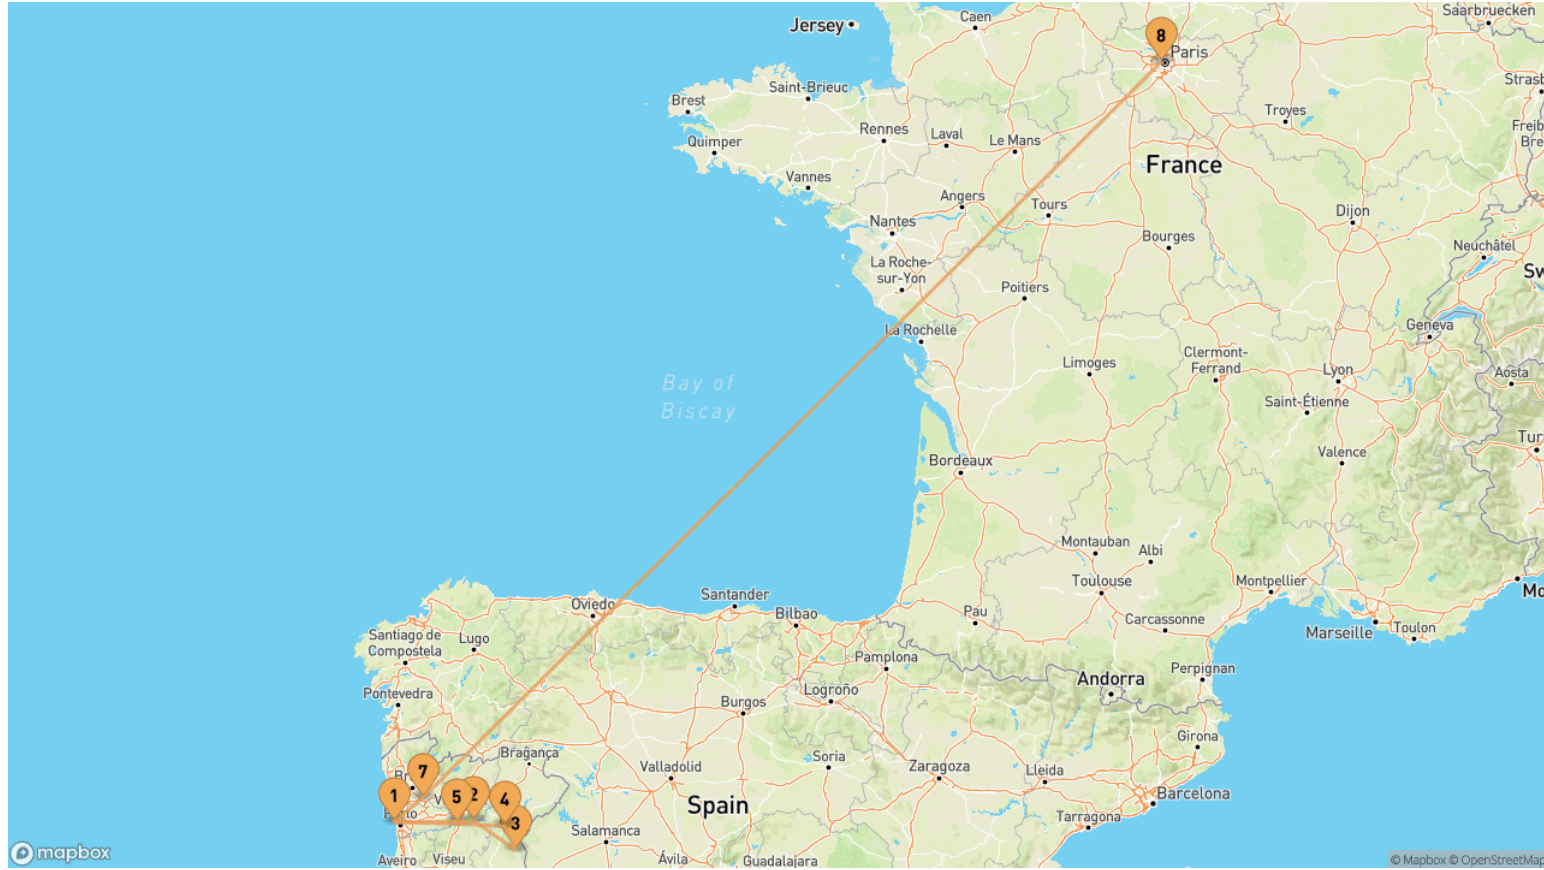 Jersey
Caen
Saarbruecken
8
Paris
Brest
Saint-Brieuc
Strasb
Troyes
Quimper
Rennes
Laval
Le Mans
Freib
Bre
France
Vannes
Angers
Tours
Dijon
Nantes
Bourges
Neuchâtel
La Roche-
sur-Yon
Sw
Poitiers
La Rochelle
Geneva
Bay of
Biscay
Limoges
Clermont-
Ferrand
Lyon
Aosta
Saint-Étienne
Tur
Bordeaux
Valence
Montauban
Albi
Toulouse
Montpellier
Mo
Oviedo
Santander
Bilbao
Pau
Carcassonne
Marseille
Toulon
Santiago de
Compostela
Lugo
Pamplona
Perpignan
Andorra
Pontevedra
Logroño
Burgos
Girona
Bragança
Soria
Valladolid
Zaragoza
Lleida
7
1
5
2
4
3
Spain
Barcelona
Tarragona
Salamanca
Aveiro
Viseu
Ávila
Guadalajara
mapbox
© Mapbox © OpenStreetMap